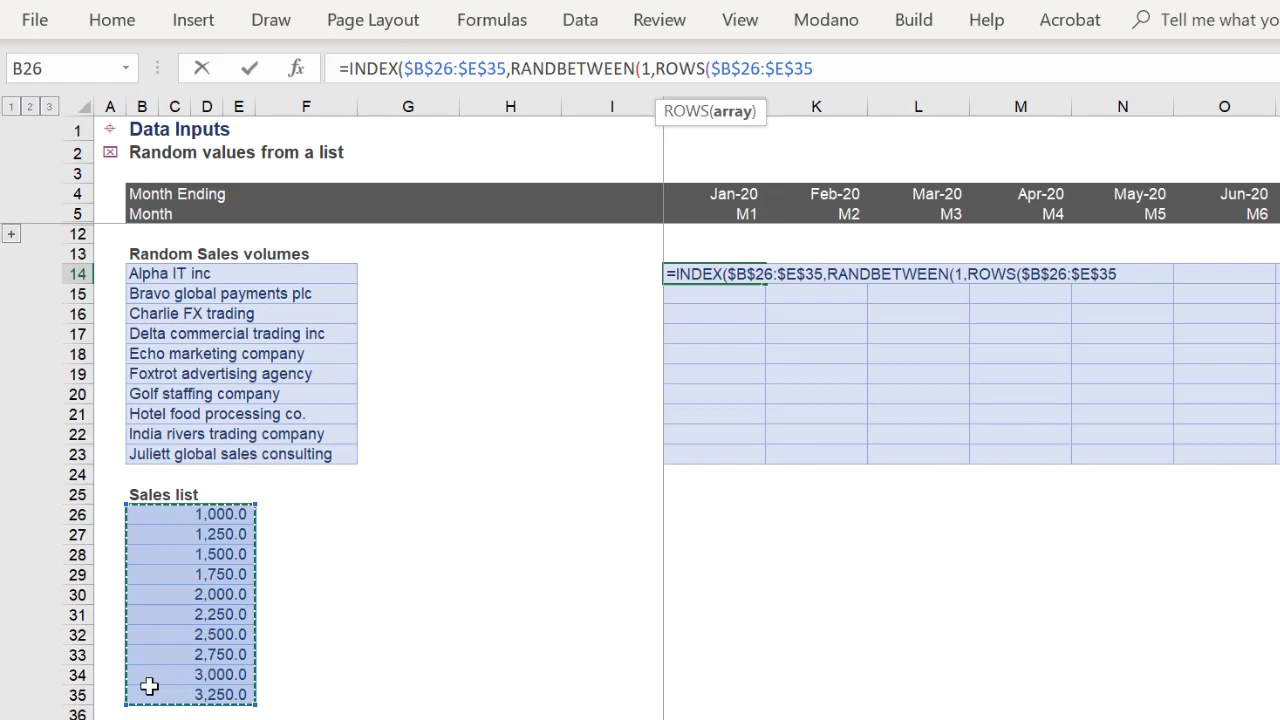 File Home Insert Draw Page Layout Formulas Data Review View Modano Build Help Acrobat Tell me what yo
B26 fx =INDEX($B$26:$E$35,RANDBETWEEN(1,ROWS($B$26:$E$35
ROWS(array)
1 2 3 A B C D E F G H I K L M N O
1 Data Inputs
2 Random values from a list
3
4 Month Ending Jan-20 Feb-20 Mar-20 Apr-20 May-20 Jun-20
5 Month M1 M2 M3 M4 M5 M6
12
13 Random Sales volumes
14 Alpha IT inc =INDEX($B$26:$E$35,RANDBETWEEN(1,ROWS($B$26:$E$35
15 Bravo global payments plc
16 Charlie FX trading
17 Delta commercial trading inc
18 Echo marketing company
19 Foxtrot advertising agency
20 Golf staffing company
21 Hotel food processing co.
22 India rivers trading company
23 Juliett global sales consulting
24
25 Sales list
26 1,000.0
27 1,250.0
28 1,500.0
29 1,750.0
30 2,000.0
31 2,250.0
32 2,500.0
33 2,750.0
34 3,000.0
35 3,250.0
36